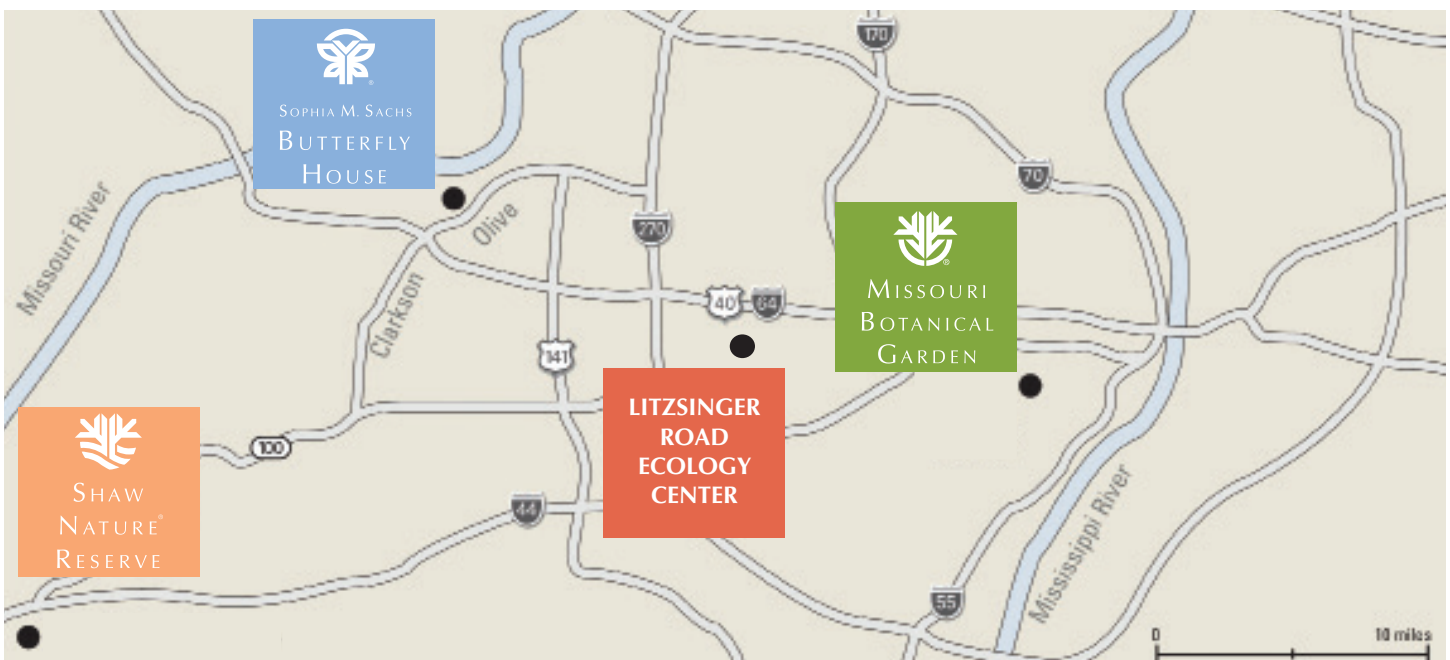 170
SOPHIA M. SACHS
BUTTERFLY
HOUSE
®
70
Missouri River
Olive
270
MISSOURI
BOTANICAL
GARDEN
®
Clarkson
40
64
141
LITZSINGER
ROAD
ECOLOGY
CENTER
100
SHAW
NATURE®
RESERVE
44
Mississippi River
55
0
10 miles